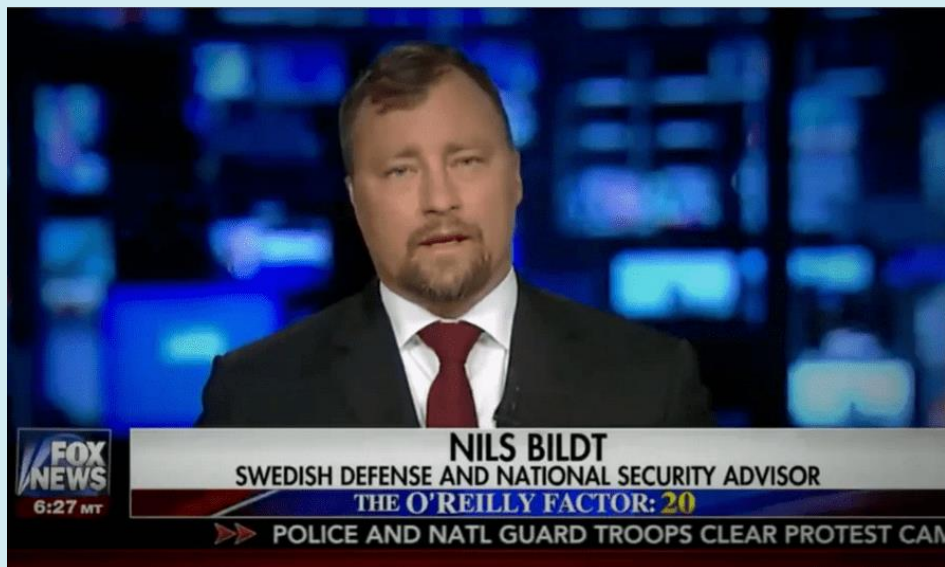 NILS BILDT
SWEDISH DEFENSE AND NATIONAL SECURITY ADVISOR
FOX
NEWS
6:27 MT
THE O'REILLY FACTOR: 20
POLICE AND NATL GUARD TROOPS CLEAR PROTEST CAM